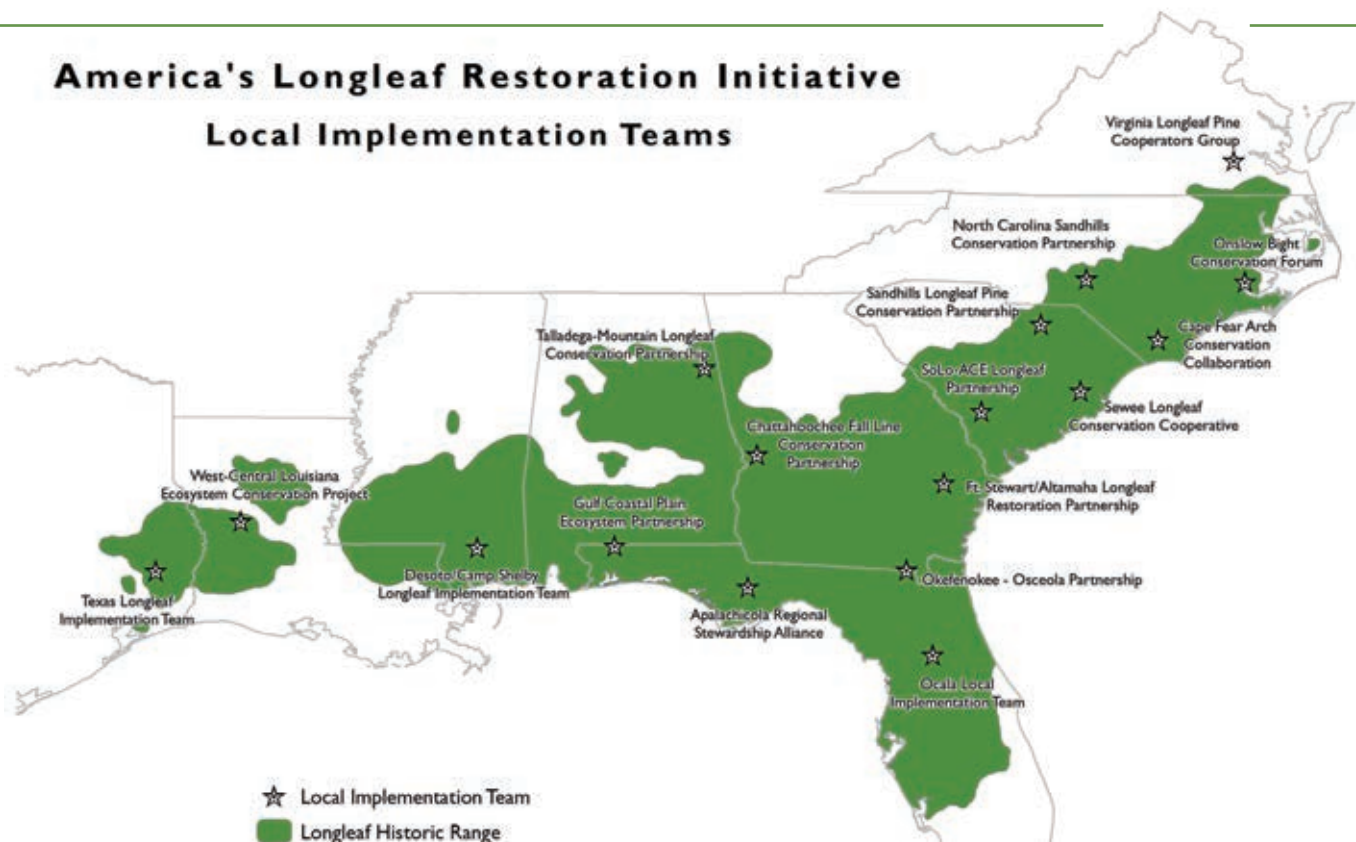 America's Longleaf Restoration Initiative
Local Implementation Teams
Virginia Longleaf Pine
Cooperators Group
North Carolina Sandhills
Conservation Partnership
Onslow Bight
Conservation Forum
Sandhills Longleaf Pine
Conservation Partnership
Cape Fear Arch
Conservation
Collaboration
Talladega-Mountain Longleaf
Conservation Partnership
SoLo-ACE Longleaf
Partnership
Sewee Longleaf
Conservation Cooperative
Chattahoochee Fall Line
Conservation
Partnership
West-Central Louisiana
Ecosystem Conservation Project
Gulf Coastal Plain
Ecosystem Partnership
Ft. Stewart/Altamaha Longleaf
Restoration Partnership
Desoto/Camp Shelby
Longleaf Implementation Team
Okefenokee - Osceola Partnership
Texas Longleaf
Implementation Team
Apalachicola Regional
Stewardship Alliance
Ocala Local
Implementation Team
Local Implementation Team
Longleaf Historic Range